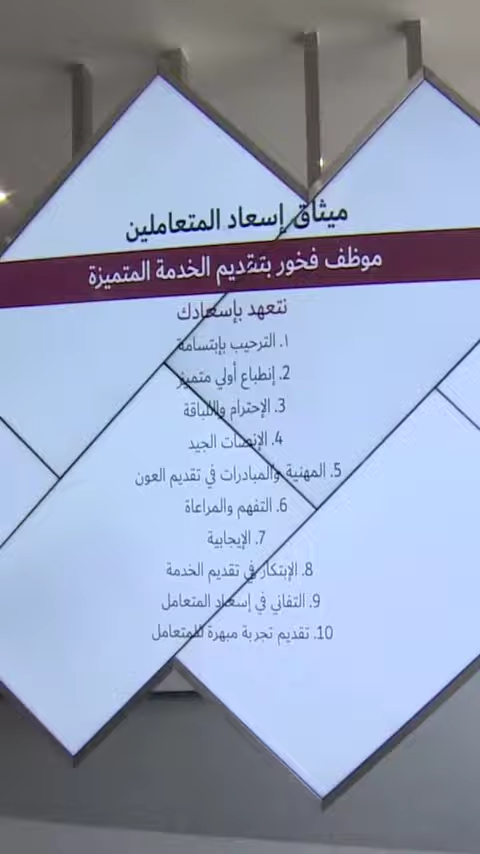 ميثاق إسعاد المتعاملين
موظف فخور بتقديم الخدمة المتميزة
نتعهد بإسعادك
١. الترحيب بإبتسامة
2. إنطباع أولي متميز
3. الإحترام واللباقة
4. الإنصات الجيد
5. المهنية والمبادرات في تقديم العون
6. التفهم والمراعاة
7. الإيجابية
8. الإبتكار في تقديم الخدمة
9. التفاني في إسعاد المتعامل
10. تقديم تجربة مبهرة للمتعامل